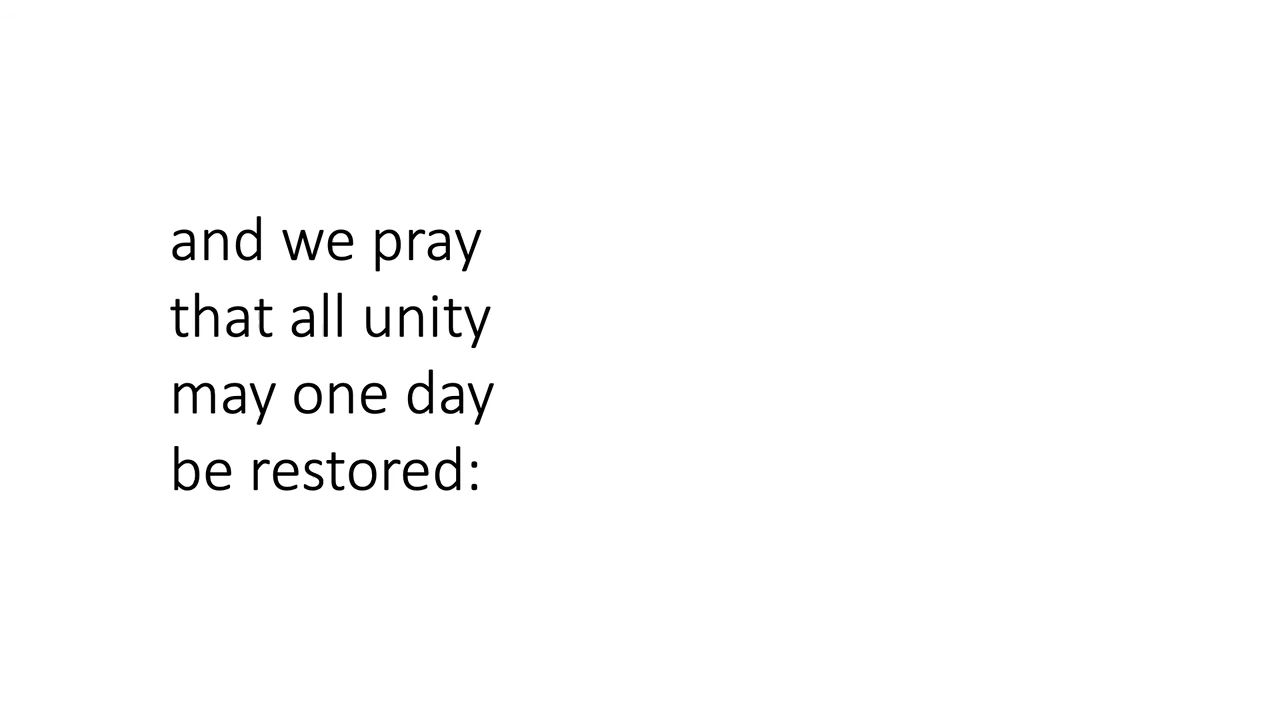 and we pray
that all unity
may one day
be restored: